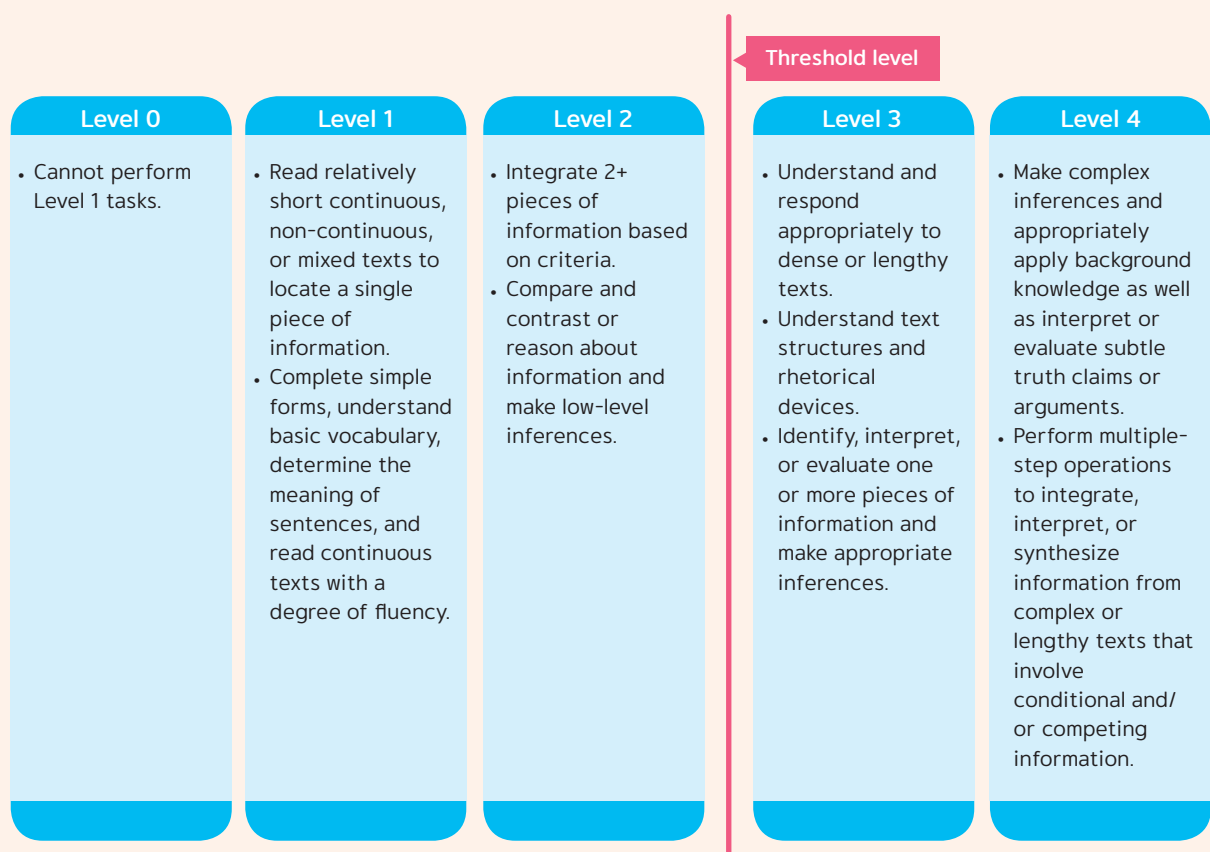 Threshold level
Level 0
• Cannot perform
Level 1 tasks.
Level 1
• Read relatively
short continuous,
non-continuous,
or mixed texts to
locate a single
piece of
information.
• Complete simple
forms, understand
basic vocabulary,
determine the
meaning of
sentences, and
read continuous
texts with a
degree of fluency.
Level 2
• Integrate 2+
pieces of
information based
on criteria.
• Compare and
contrast or
reason about
information and
make low-level
inferences.
Level 3
• Understand and
respond
appropriately to
dense or lengthy
texts.
• Understand text
structures and
rhetorical
devices.
• Identify, interpret,
or evaluate one
or more pieces of
information and
make appropriate
inferences.
Level 4
• Make complex
inferences and
appropriately
apply background
knowledge as well
as interpret or
evaluate subtle
truth claims or
arguments.
• Perform multiple-
step operations
to integrate,
interpret, or
synthesize
information from
complex or
lengthy texts that
involve
conditional and/
or competing
information.